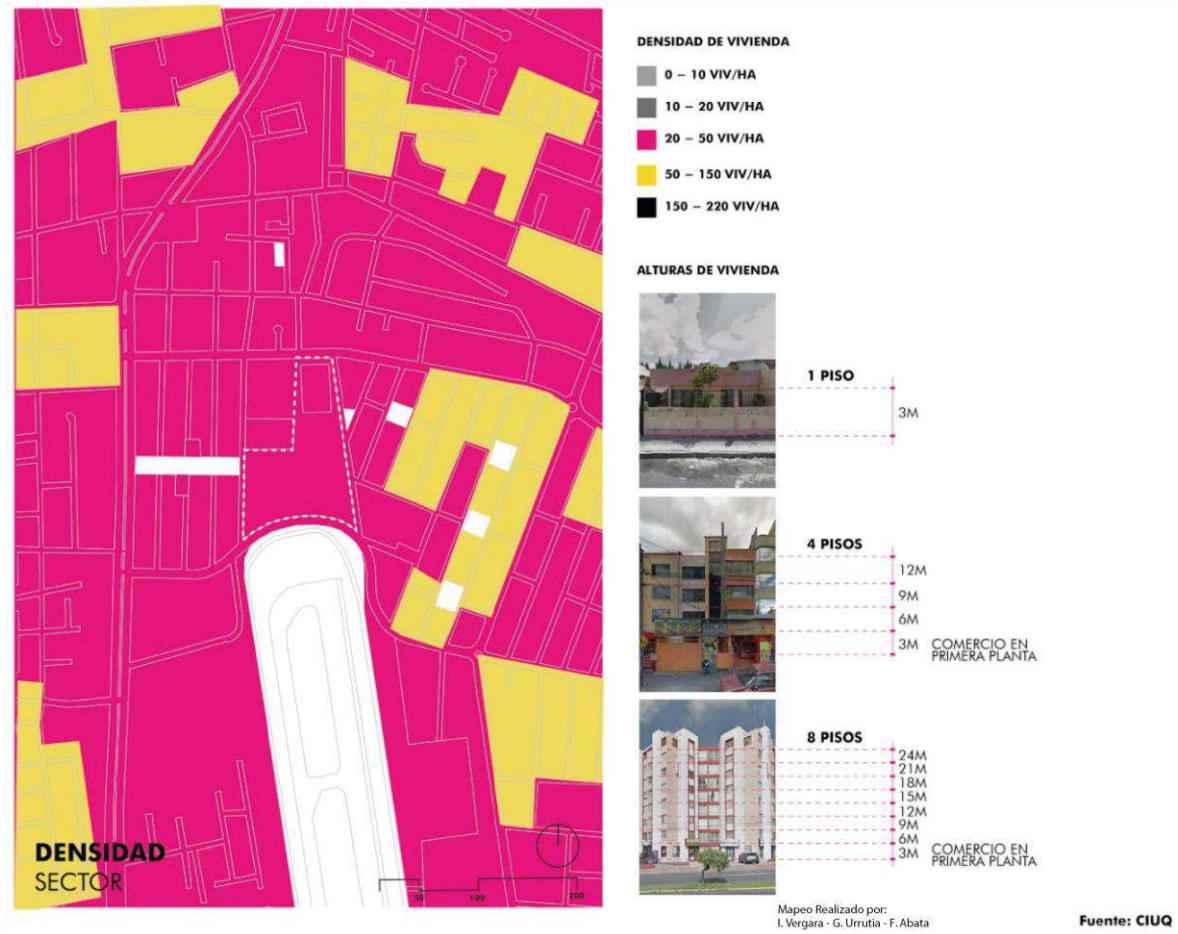 DENSIDAD DE VIVIENDA
0 – 10 VIV/HA
10 – 20 VIV/HA
20 – 50 VIV/HA
50 – 150 VIV/HA
150 – 220 VIV/HA
ALTURAS DE VIVIENDA
1 PISO
3M
4 PISOS
12M
9M
6M
3M COMERCIO EN
PRIMERA PLANTA
8 PISOS
24M
21M
18M
15M
12M
9M
6M
3M COMERCIO EN
PRIMERA PLANTA
DENSIDAD
SECTOR
50 100 200
Mapeo Realizado por:
I. Vergara - G. Urrutia - F. Abata
Fuente: CIUQ